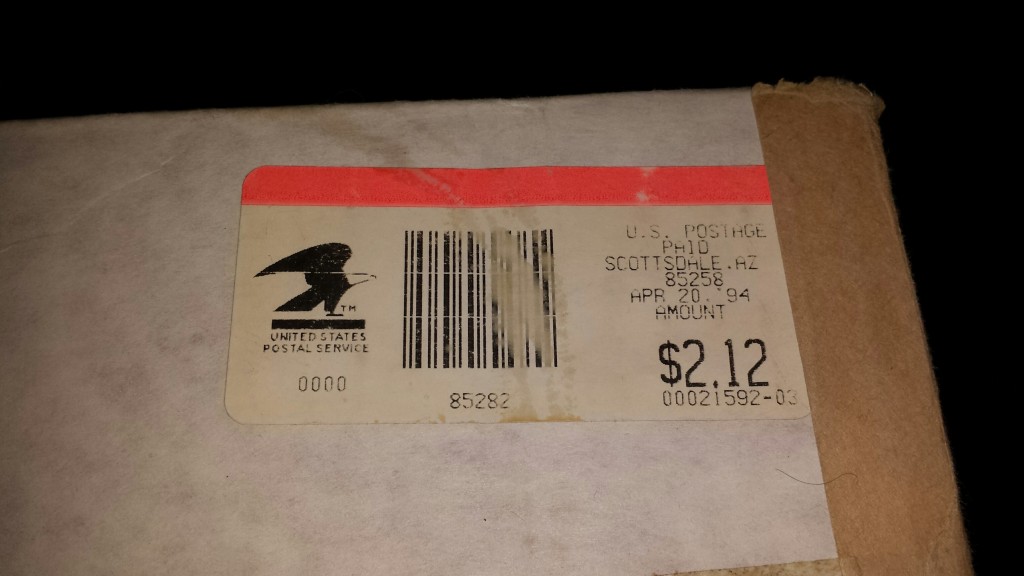 U.S. POSTAGE
PAID
SCOTTSDALE.AZ
85258
APR 20. '94
AMOUNT
$2.12
00021592-03
TM
UNITED STATES
POSTAL SERVICE
0000
85282